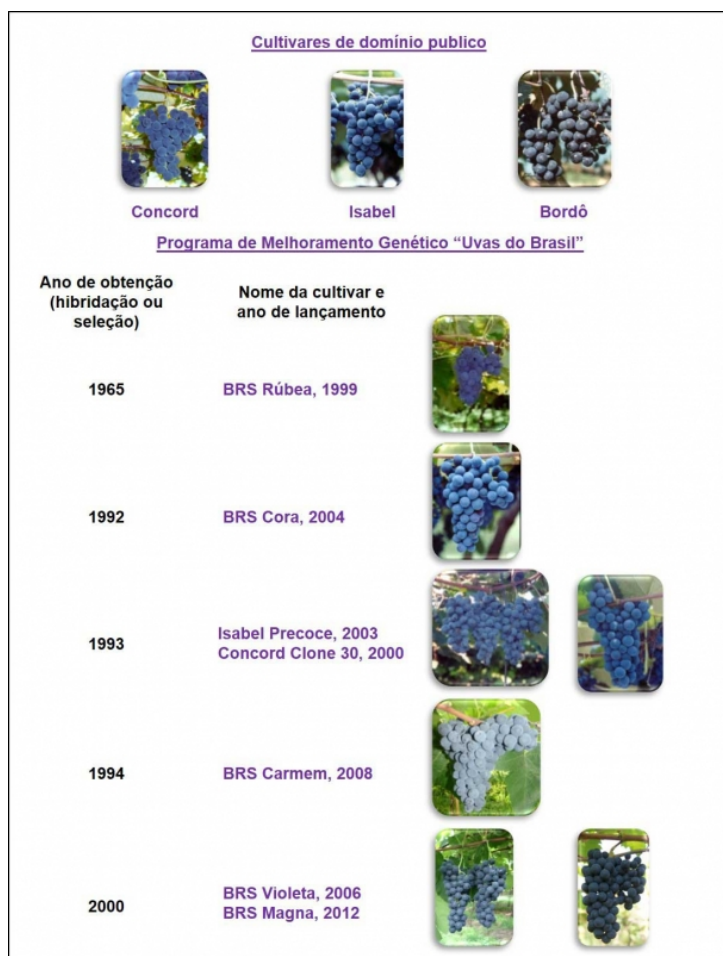 Cultivares de domínio publico
Concord
Isabel
Bordô
Programa de Melhoramento Genético “Uvas do Brasil”
Ano de obtenção
(hibridação ou
seleção)
Nome da cultivar e
ano de lançamento
1965
BRS Rúbea, 1999
1992
BRS Cora, 2004
1993
Isabel Precoce, 2003
Concord Clone 30, 2000
1994
BRS Carmem, 2008
2000
BRS Violeta, 2006
BRS Magna, 2012